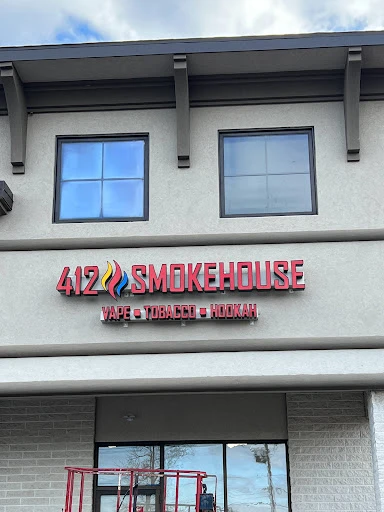 412 SMOKEHOUSE
VAPE ▪ TOBACCO ▪ HOOKAH